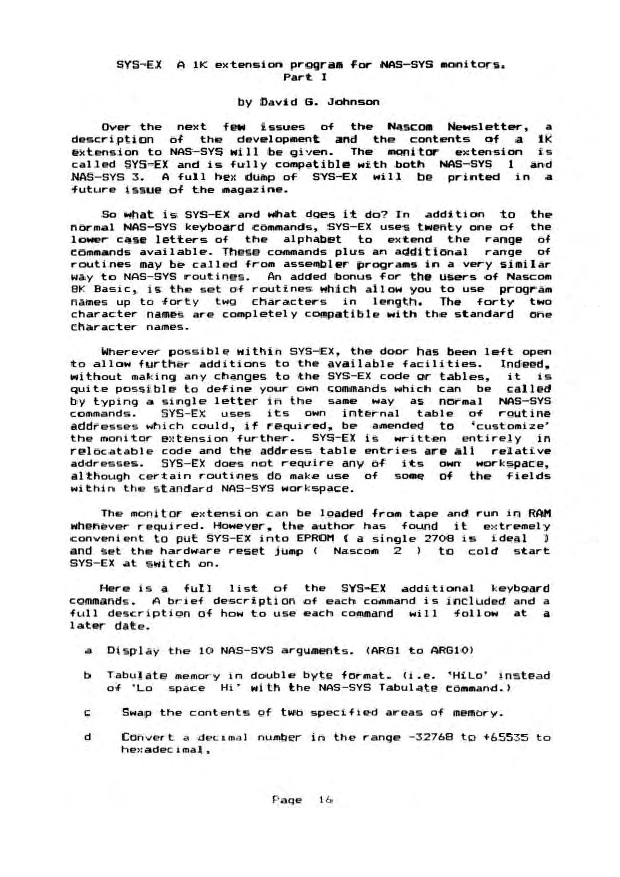 SYS-EX A 1K extension program for NAS-SYS monitors.
Part I
by David G. Johnson
Over the next few issues of the Nascom Newsletter, a
description of the development and the contents of a 1K
extension to NAS-SYS will be given. The monitor extension is
called SYS-EX and is fully compatible with both NAS-SYS 1 and
NAS-SYS 3. A full hex dump of SYS-EX will be printed in a
future issue of the magazine.
So what is SYS-EX and what does it do? In addition to the
normal NAS-SYS keyboard commands, SYS-EX uses twenty one of the
lower case letters of the alphabet to extend the range of
commands available. These commands plus an additional range of
routines may be called from assembler programs in a very similar
way to NAS-SYS routines. An added bonus for the users of Nascom
8K Basic, is the set of routines which allow you to use program
names up to forty two characters in length. The forty two
character names are completely compatible with the standard one
character names.
Wherever possible within SYS-EX, the door has been left open
to allow further additions to the available facilities. Indeed,
without making any changes to the SYS-EX code or tables, it is
quite possible to define your own commands which can be called
by typing a single letter in the same way as normal NAS-SYS
commands. SYS-EX uses its own internal table of routine
addresses which could, if required, be amended to 'customize'
the monitor extension further. SYS-EX is written entirely in
relocatable code and the address table entries are all relative
addresses. SYS-EX does not require any of its own workspace,
although certain routines do make use of some of the fields
within the standard NAS-SYS workspace.
The monitor extension can be loaded from tape and run in RAM
whenever required. However, the author has found it extremely
convenient to put SYS-EX into EPROM ( a single 2708 is ideal )
and set the hardware reset jump ( Nascom 2 ) to cold start
SYS-EX at switch on.
Here is a full list of the SYS-EX additional keyboard
commands. A brief description of each command is included and a
full description of how to use each command will follow at a
later date.
a Display the 10 NAS-SYS arguments. (ARG1 to ARG10)
b Tabulate memory in double byte format. (i.e. 'HiLo' instead
of 'Lo space Hi' with the NAS-SYS Tabulate command.)
c Swap the contents of two specified areas of memory.
d Convert a decimal number in the range -32768 to +65535 to
hexadecimal.
Page 16